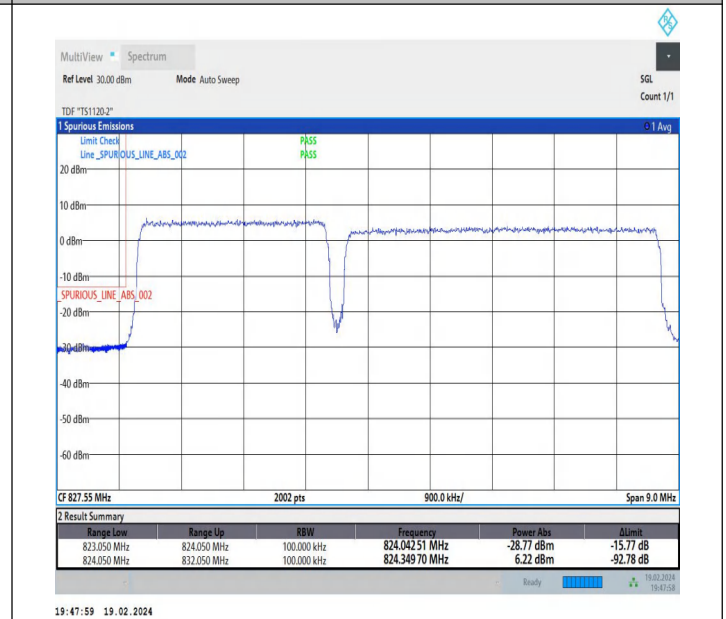 MultiView Spectrum
Ref Level 30.00 dBm Mode Auto Sweep SGL
Count 1/1
TDF "TS1120-2"
1 Spurious Emissions 1 Avg
Limit Check PASS
Line _SPURIOUS_LINE_ABS_002 PASS
20 dBm
10 dBm
0 dBm
-10 dBm
_SPURIOUS_LINE_ABS_002
-20 dBm
-30 dBm
-40 dBm
-50 dBm
-60 dBm
CF 827.55 MHz 2002 pts 900.0 kHz/ Span 9.0 MHz
2 Result Summary
Range Low Range Up RBW Frequency Power Abs ΔLimit
823.050 MHz 824.050 MHz 100.000 kHz 824.04251 MHz -28.77 dBm -15.77 dB
824.050 MHz 832.050 MHz 100.000 kHz 824.34970 MHz 6.22 dBm -92.78 dB
Ready 19.02.2024
19:47:58
19:47:59 19.02.2024